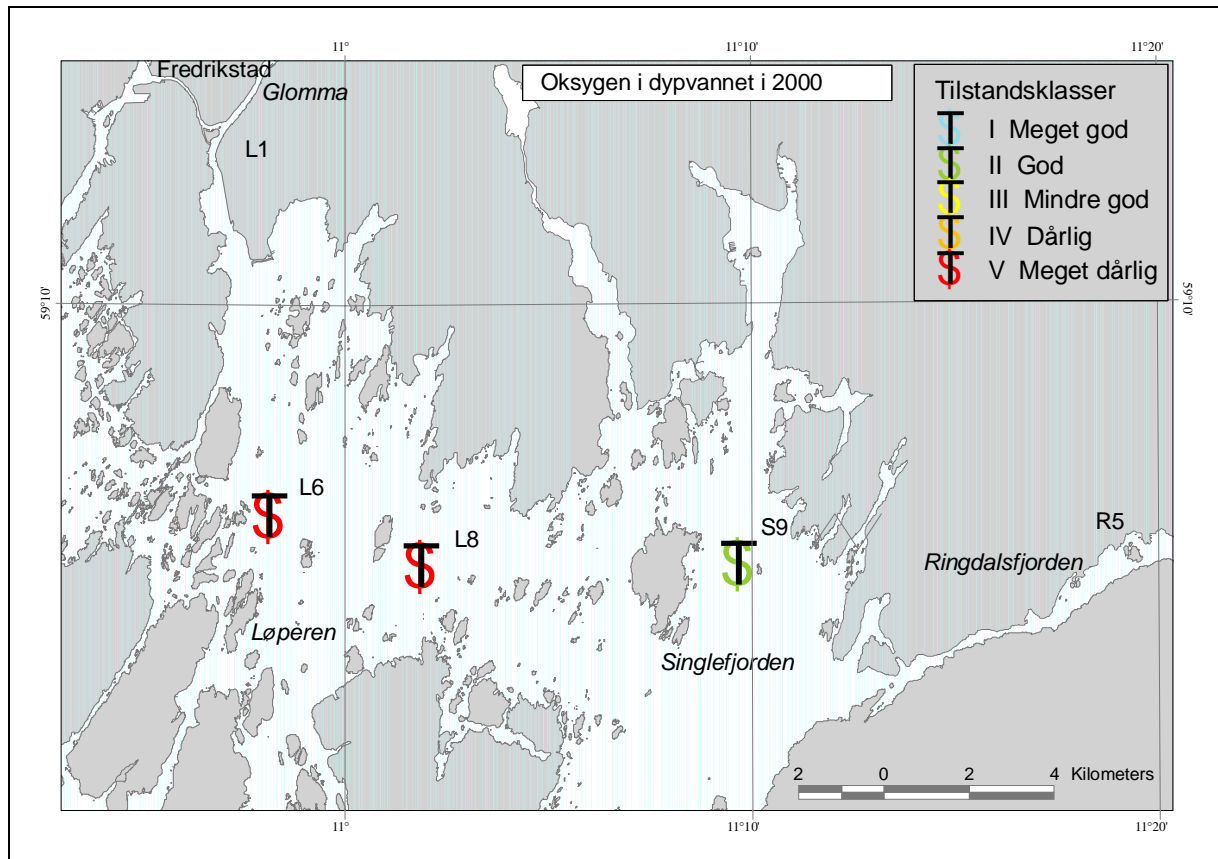 11°
11°10'
11°20'
Fredrikstad
Glomma
Oksygen i dypvannet i 2000
Tilstandsklasser
I Meget god
II God
III Mindre god
IV Dårlig
V Meget dårlig
L1
59°10'
59°10'
L6
L8
S9
R5
Ringdalsfjorden
Løperen
Singlefjorden
2 0 2 4 Kilometers
11°
11°10'
11°20'